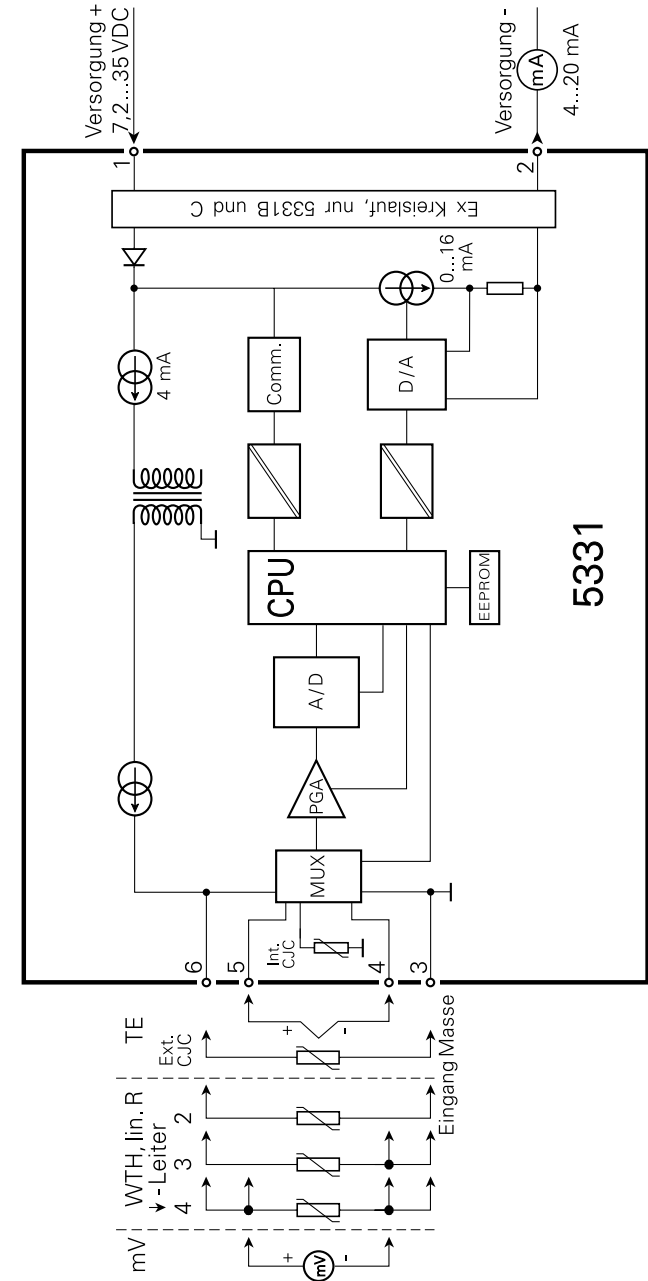 mV
WTH, lin. R
↓ -Leiter
4
3
2
TE
Ext.
CJC
+
-
mV
+
-
Eingang Masse
6
5
4
3
Int.
CJC
MUX
PGA
A/D
CPU
EEPROM
Comm.
D/A
4 mA
0...16
mA
Ex Kreislauf, nur 5331B und C
1
2
Versorgung +
7,2...35 VDC
Versorgung -
mA
4...20 mA
5331